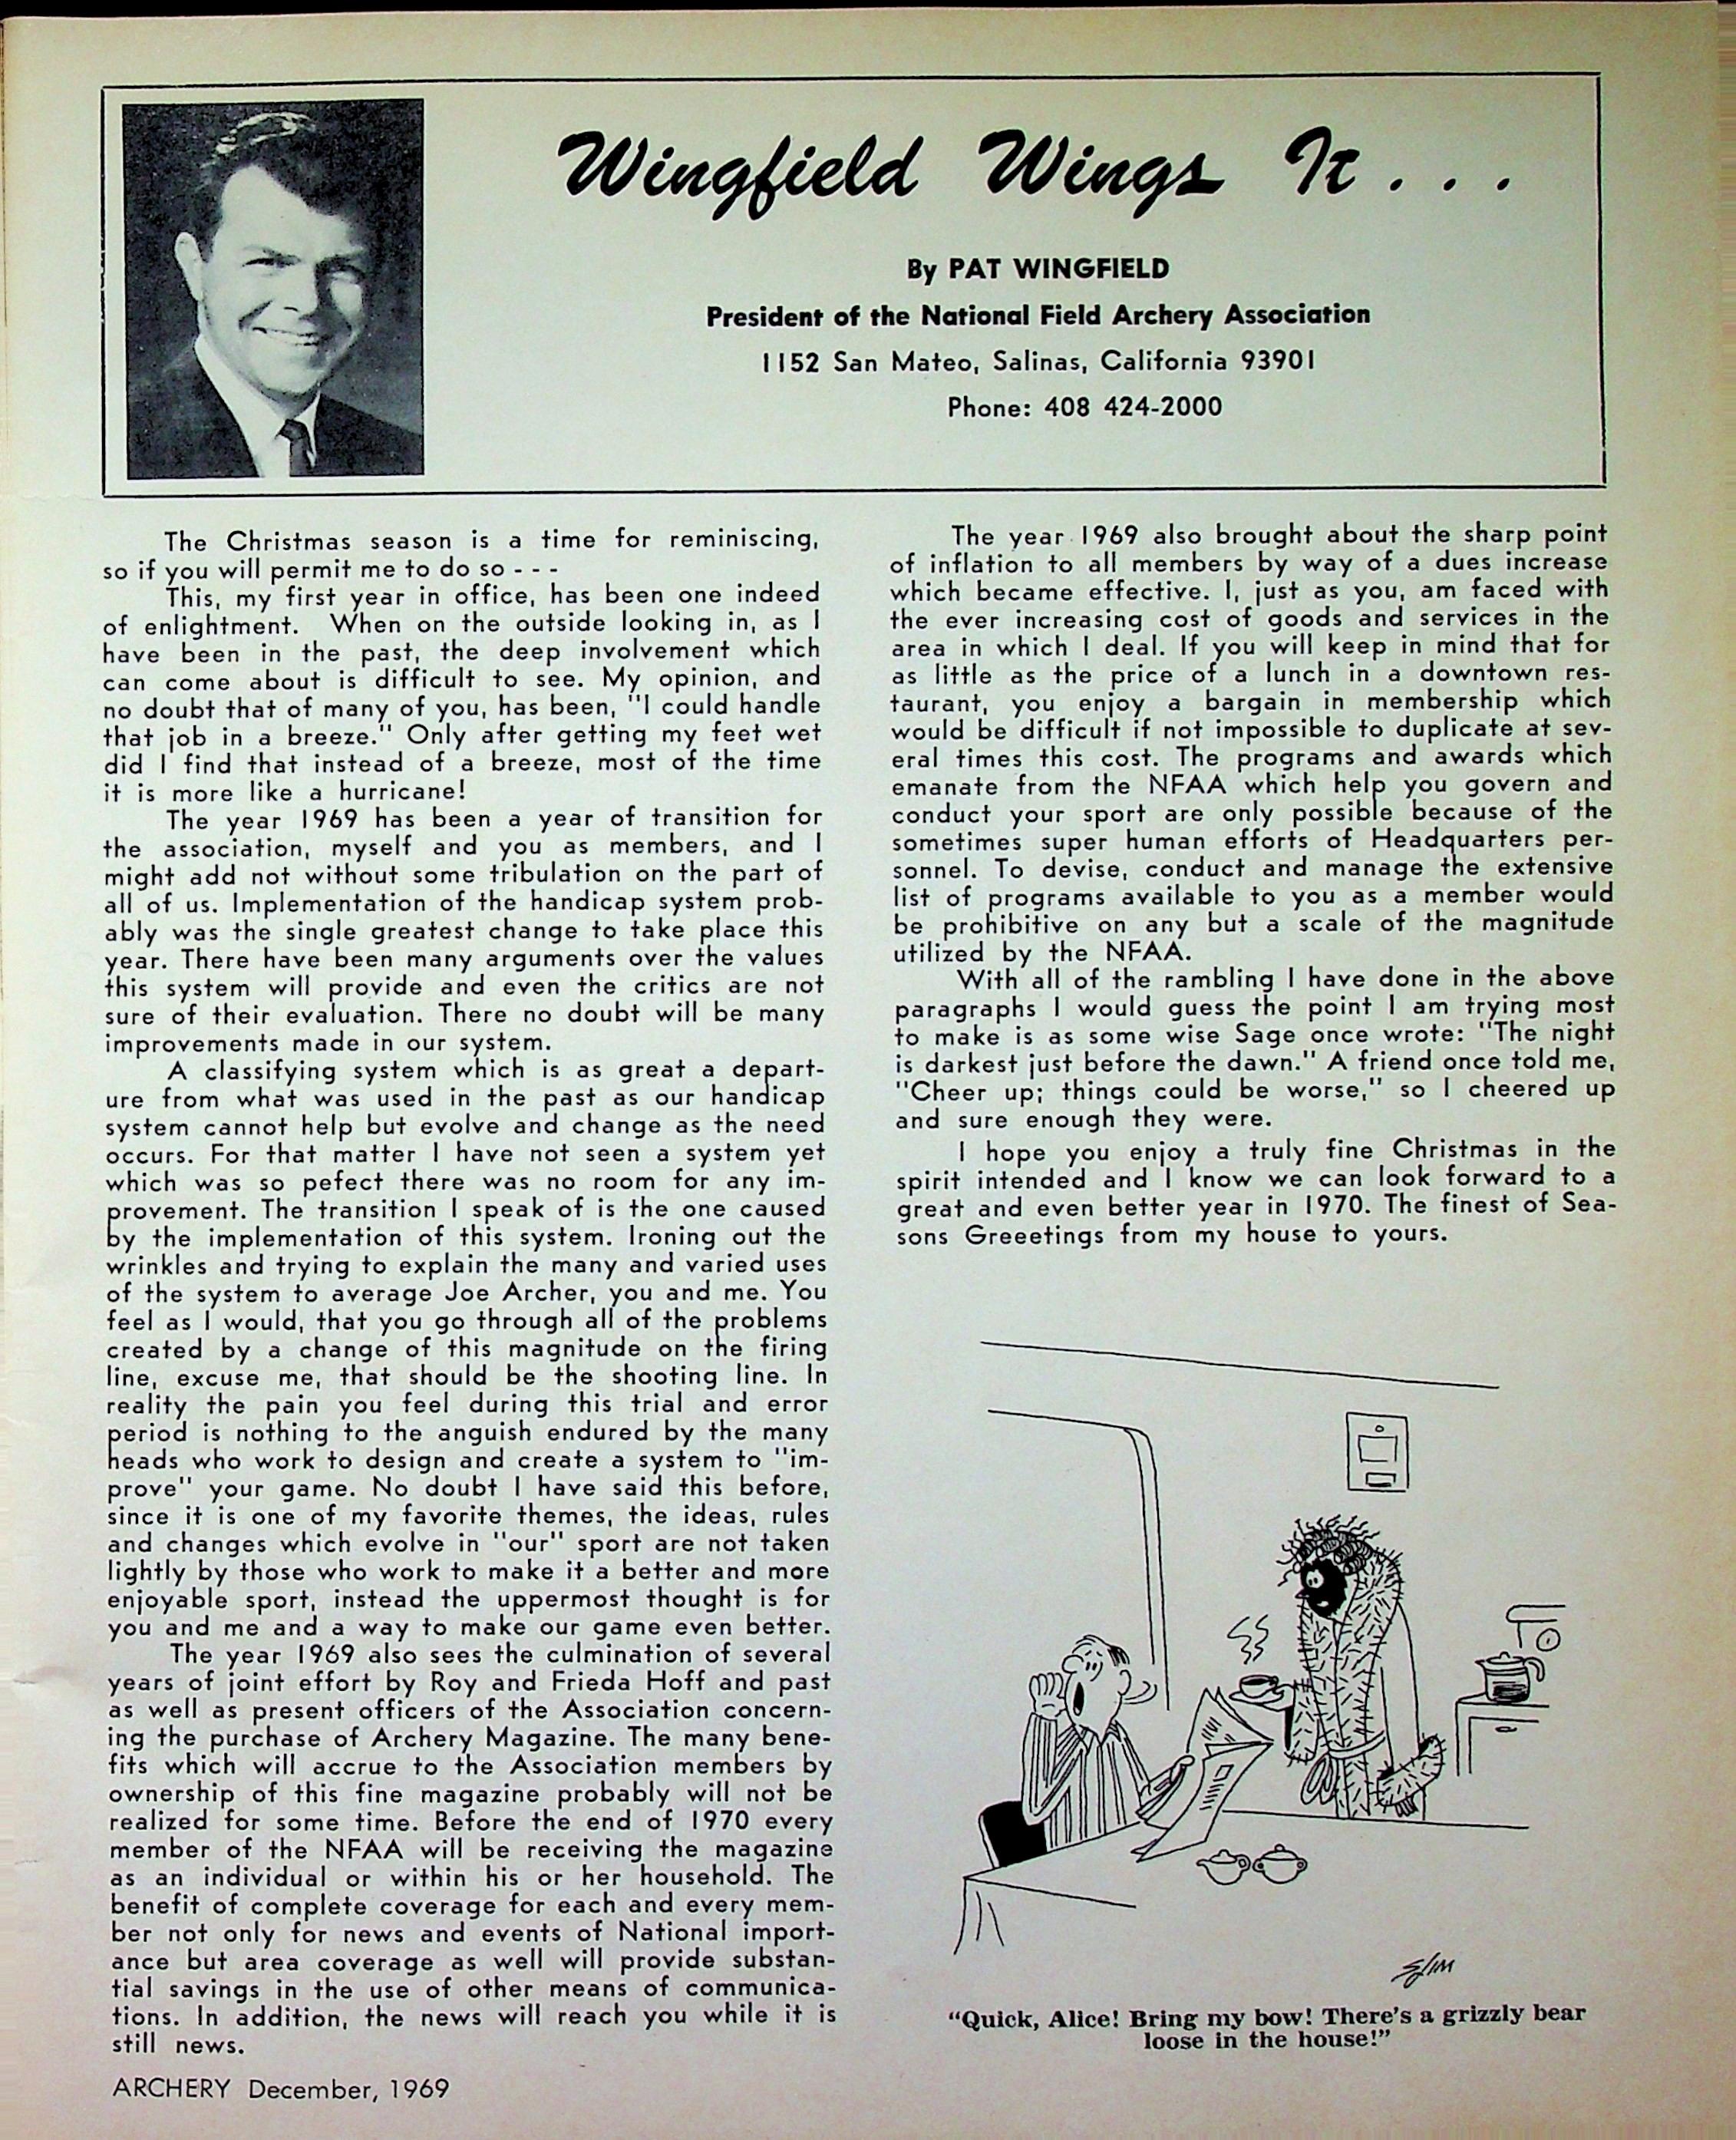 Wingfield Wings It . . .
By PAT WINGFIELD
President of the National Field Archery Association
1152 San Mateo, Salinas, California 93901
Phone: 408 424-2000
The Christmas season is a time for reminiscing,
so if you will permit me to do so - - -
This, my first year in office, has been one indeed
of enlightment. When on the outside looking in, as I
have been in the past, the deep involvement which
can come about is difficult to see. My opinion, and
no doubt that of many of you, has been, "I could handle
that job in a breeze." Only after getting my feet wet
did I find that instead of a breeze, most of the time
it is more like a hurricane!
The year 1969 has been a year of transition for
the association, myself and you as members, and I
might add not without some tribulation on the part of
all of us. Implementation of the handicap system prob-
ably was the single greatest change to take place this
year. There have been many arguments over the values
this system will provide and even the critics are not
sure of their evaluation. There no doubt will be many
improvements made in our system.
A classifying system which is as great a depart-
ure from what was used in the past as our handicap
system cannot help but evolve and change as the need
occurs. For that matter I have not seen a system yet
which was so pefect there was no room for any im-
provement. The transition I speak of is the one caused
by the implementation of this system. Ironing out the
wrinkles and trying to explain the many and varied uses
of the system to average Joe Archer, you and me. You
feel as I would, that you go through all of the problems
created by a change of this magnitude on the firing
line, excuse me, that should be the shooting line. In
reality the pain you feel during this trial and error
period is nothing to the anguish endured by the many
heads who work to design and create a system to "im-
prove" your game. No doubt I have said this before,
since it is one of my favorite themes, the ideas, rules
and changes which evolve in "our" sport are not taken
lightly by those who work to make it a better and more
enjoyable sport, instead the uppermost thought is for
you and me and a way to make our game even better.
The year 1969 also sees the culmination of several
years of joint effort by Roy and Frieda Hoff and past
as well as present officers of the Association concern-
ing the purchase of Archery Magazine. The many bene-
fits which will accrue to the Association members by
ownership of this fine magazine probably will not be
realized for some time. Before the end of 1970 every
member of the NFAA will be receiving the magazine
as an individual or within his or her household. The
benefit of complete coverage for each and every mem-
ber not only for news and events of National import-
ance but area coverage as well will provide substan-
tial savings in the use of other means of communica-
tions. In addition, the news will reach you while it is
still news.
The year 1969 also brought about the sharp point
of inflation to all members by way of a dues increase
which became effective. I, just as you, am faced with
the ever increasing cost of goods and services in the
area in which I deal. If you will keep in mind that for
as little as the price of a lunch in a downtown res-
taurant, you enjoy a bargain in membership which
would be difficult if not impossible to duplicate at sev-
eral times this cost. The programs and awards which
emanate from the NFAA which help you govern and
conduct your sport are only possible because of the
sometimes super human efforts of Headquarters per-
sonnel. To devise, conduct and manage the extensive
list of programs available to you as a member would
be prohibitive on any but a scale of the magnitude
utilized by the NFAA.
With all of the rambling I have done in the above
paragraphs I would guess the point I am trying most
to make is as some wise Sage once wrote: "The night
is darkest just before the dawn." A friend once told me,
"Cheer up; things could be worse," so I cheered up
and sure enough they were.
I hope you enjoy a truly fine Christmas in the
spirit intended and I know we can look forward to a
great and even better year in 1970. The finest of Sea-
sons Greeetings from my house to yours.
SLIM
“Quick, Alice! Bring my bow! There's a grizzly bear
loose in the house!”
ARCHERY December, 1969